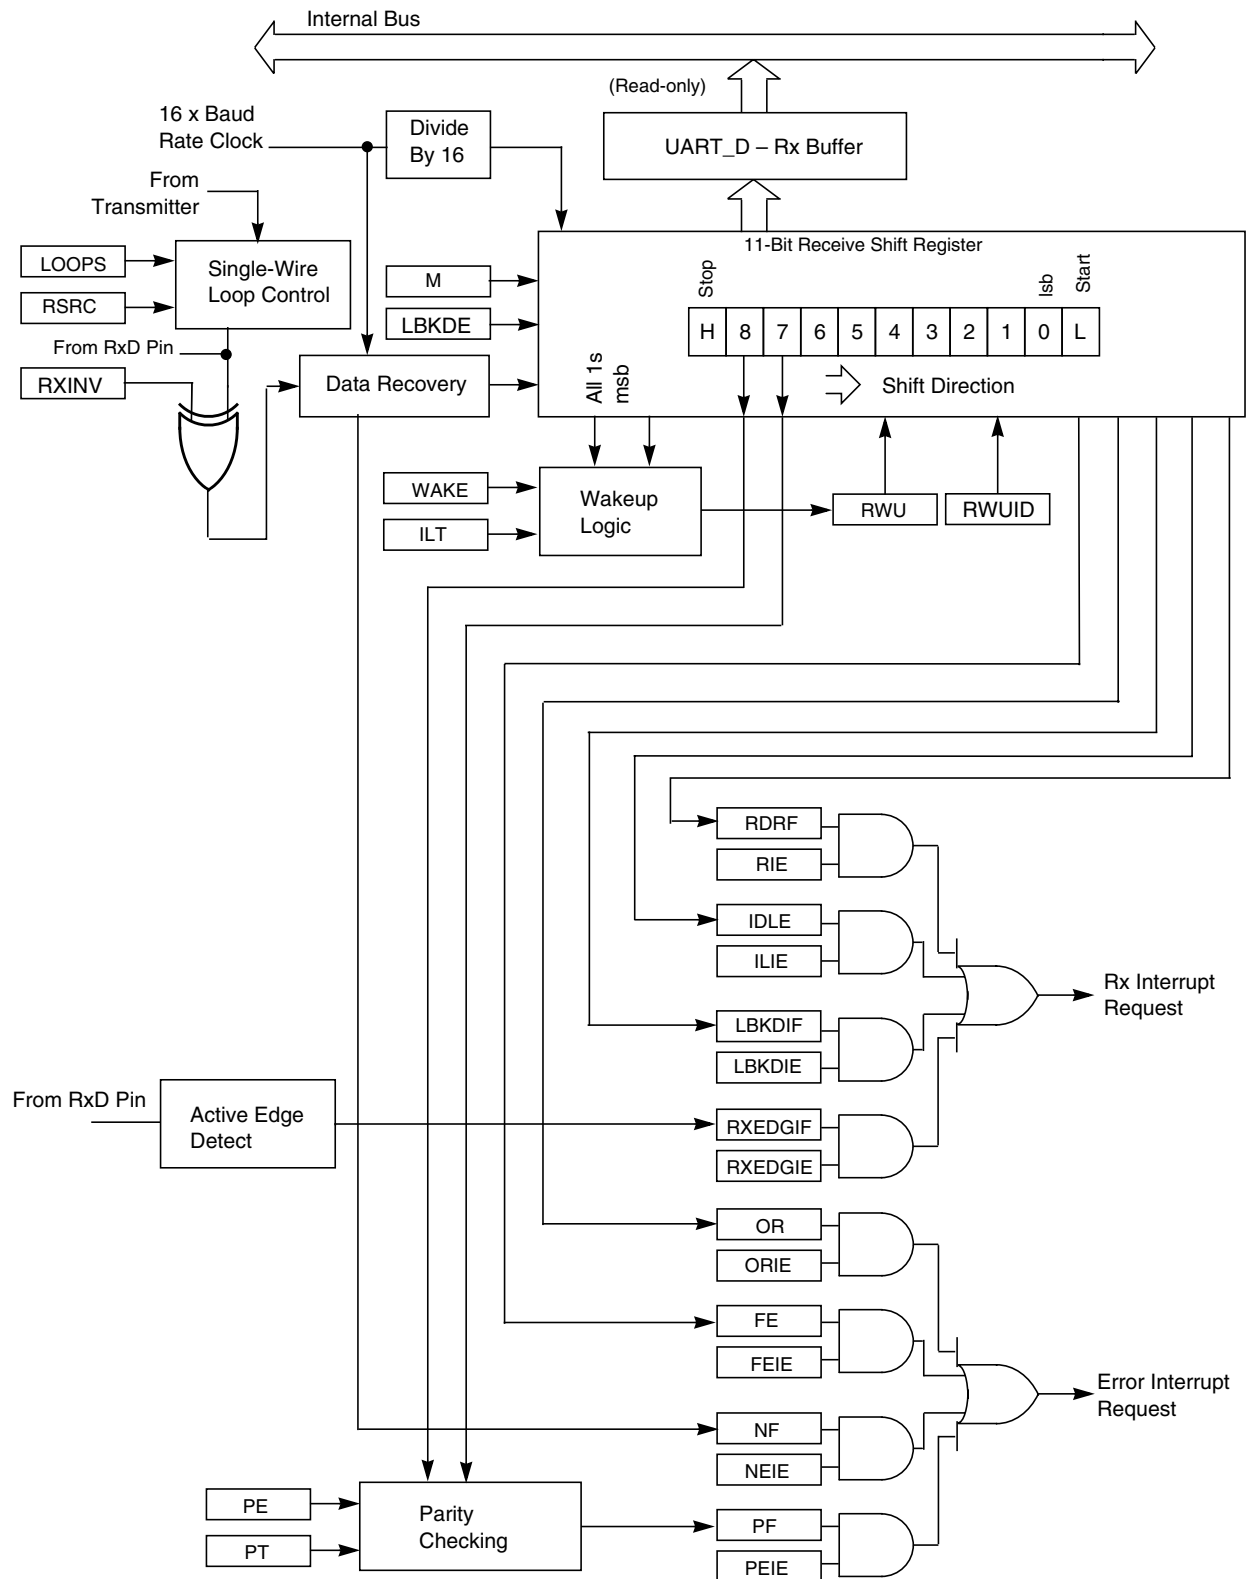 Internal Bus
(Read-only)
16 x Baud
Rate Clock
Divide
By 16
UART_D – Rx Buffer
From
Transmitter
11-Bit Receive Shift Register
LOOPS
RSRC
Single-Wire
Loop Control
M
LBKDE
Stop
lsb
Start
H 8 7 6 5 4 3 2 1 0 L
From RxD Pin
RXINV
Data Recovery
All 1s
msb
Shift Direction
WAKE
ILT
Wakeup
Logic
RWU
RWUID
RDRF
RIE
IDLE
ILIE
Rx Interrupt
Request
LBKDIF
LBKDIE
From RxD Pin
Active Edge
Detect
RXEDGIF
RXEDGIE
OR
ORIE
FE
FEIE
Error Interrupt
Request
NF
NEIE
PE
PT
Parity
Checking
PF
PEIE